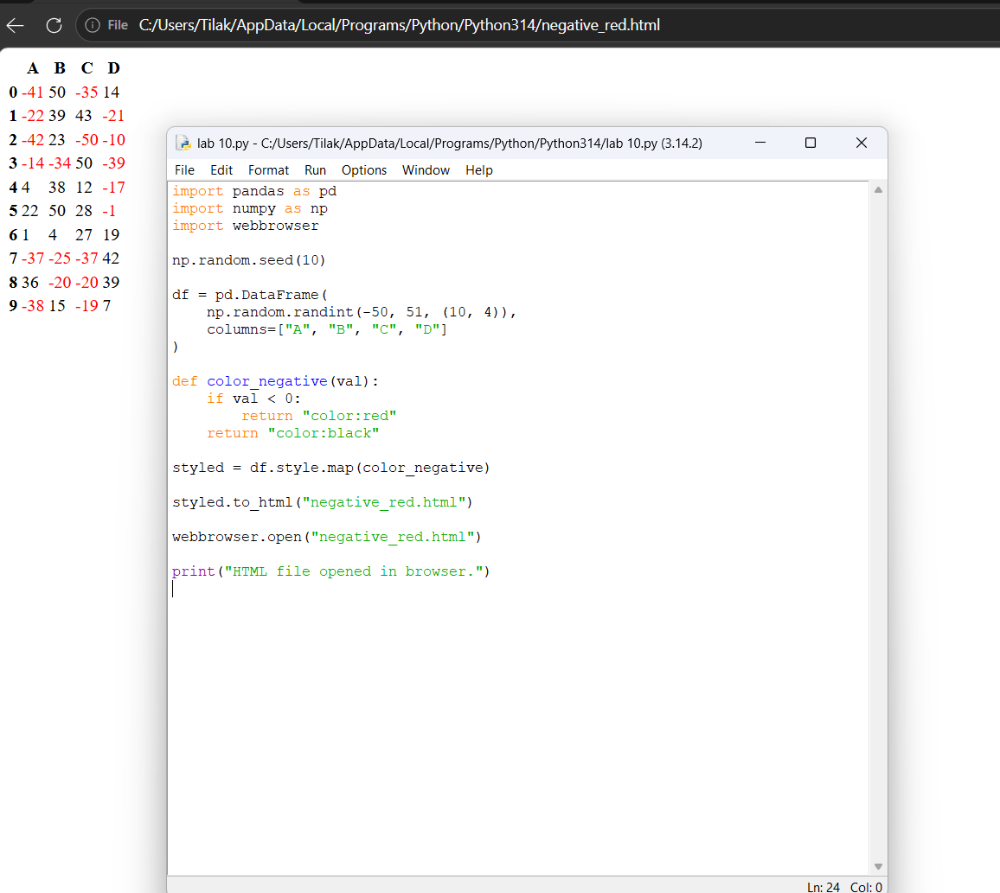 File C:/Users/Tilak/AppData/Local/Programs/Python/Python314/negative_red.html
A B C D
0 -41 50 -35 14
1 -22 39 43 -21
2 -42 23 -50 -10
3 -14 -34 50 -39
4 4 38 12 -17
5 22 50 28 -1
6 1 4 27 19
7 -37 -25 -37 42
8 36 -20 -20 39
9 -38 15 -19 7
lab 10.py - C:/Users/Tilak/AppData/Local/Programs/Python/Python314/lab 10.py (3.14.2)
File Edit Format Run Options Window Help
import pandas as pd
import numpy as np
import webbrowser
np.random.seed(10)
df = pd.DataFrame(
    np.random.randint(-50, 51, (10, 4)),
    columns=["A", "B", "C", "D"]
)
def color_negative(val):
    if val < 0:
        return "color:red"
    return "color:black"
styled = df.style.map(color_negative)
styled.to_html("negative_red.html")
webbrowser.open("negative_red.html")
print("HTML file opened in browser.")
Ln: 24 Col: 0